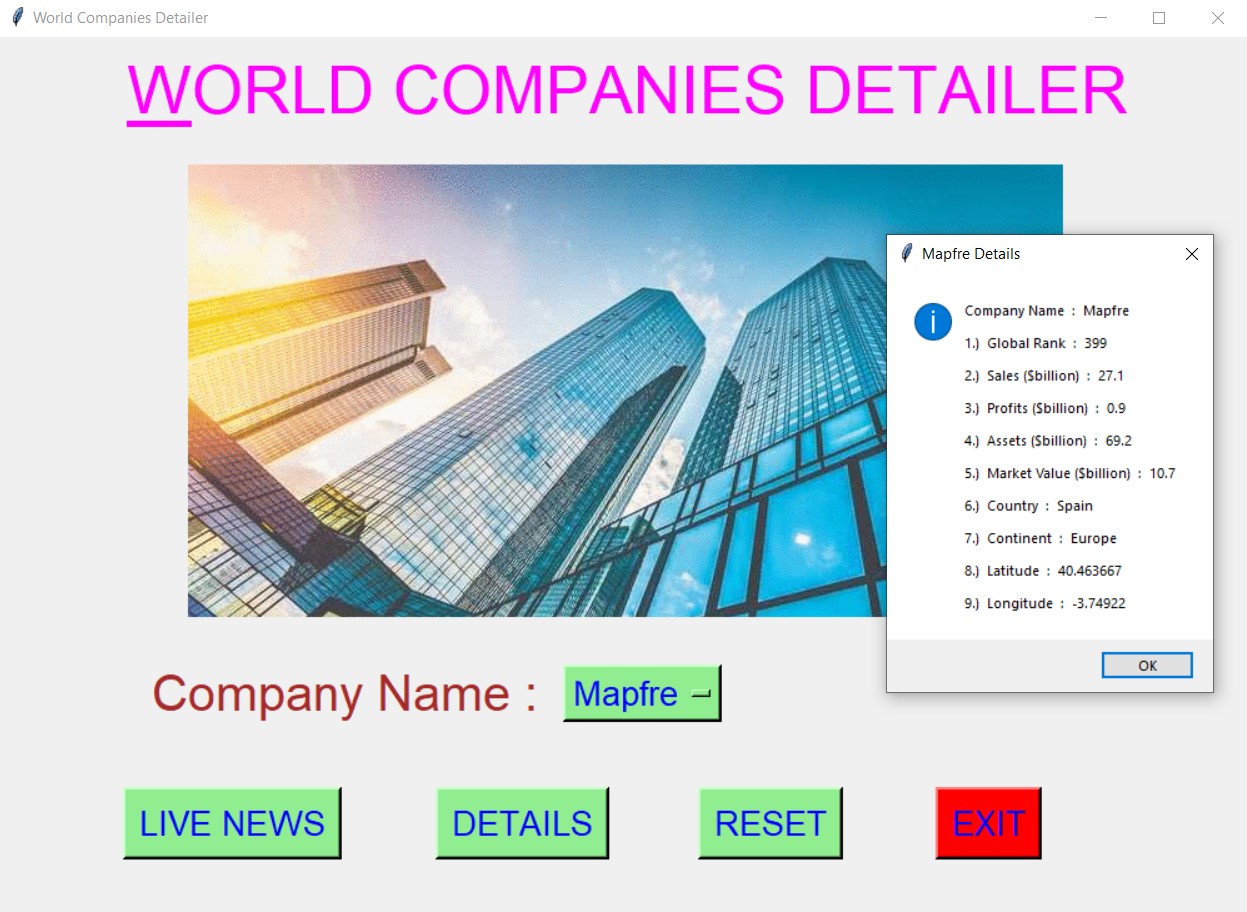 World Companies Detailer
WORLD COMPANIES DETAILER
Mapfre Details
Company Name : Mapfre
1.) Global Rank : 399
2.) Sales ($billion) : 27.1
3.) Profits ($billion) : 0.9
4.) Assets ($billion) : 69.2
5.) Market Value ($billion) : 10.7
6.) Country : Spain
7.) Continent : Europe
8.) Latitude : 40.463667
9.) Longitude : -3.74922
OK
Company Name : Mapfre
LIVE NEWS DETAILS RESET EXIT